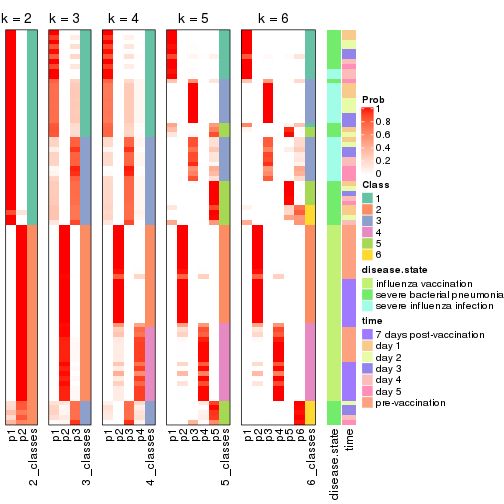 k = 2
k = 3
k = 4
k = 5
k = 6
Prob
1
0.8
0.6
0.4
0.2
0
Class
1
2
3
4
5
6
disease.state
influenza vaccination
severe bacterial pneumonia
severe influenza infection
time
7 days post-vaccination
day 1
day 2
day 3
day 4
day 5
pre-vaccination
p1
p2
2_classes
p1
p2
p3
3_classes
p1
p2
p3
p4
4_classes
p1
p2
p3
p4
p5
5_classes
p1
p2
p3
p4
p5
p6
6_classes
disease.state
time